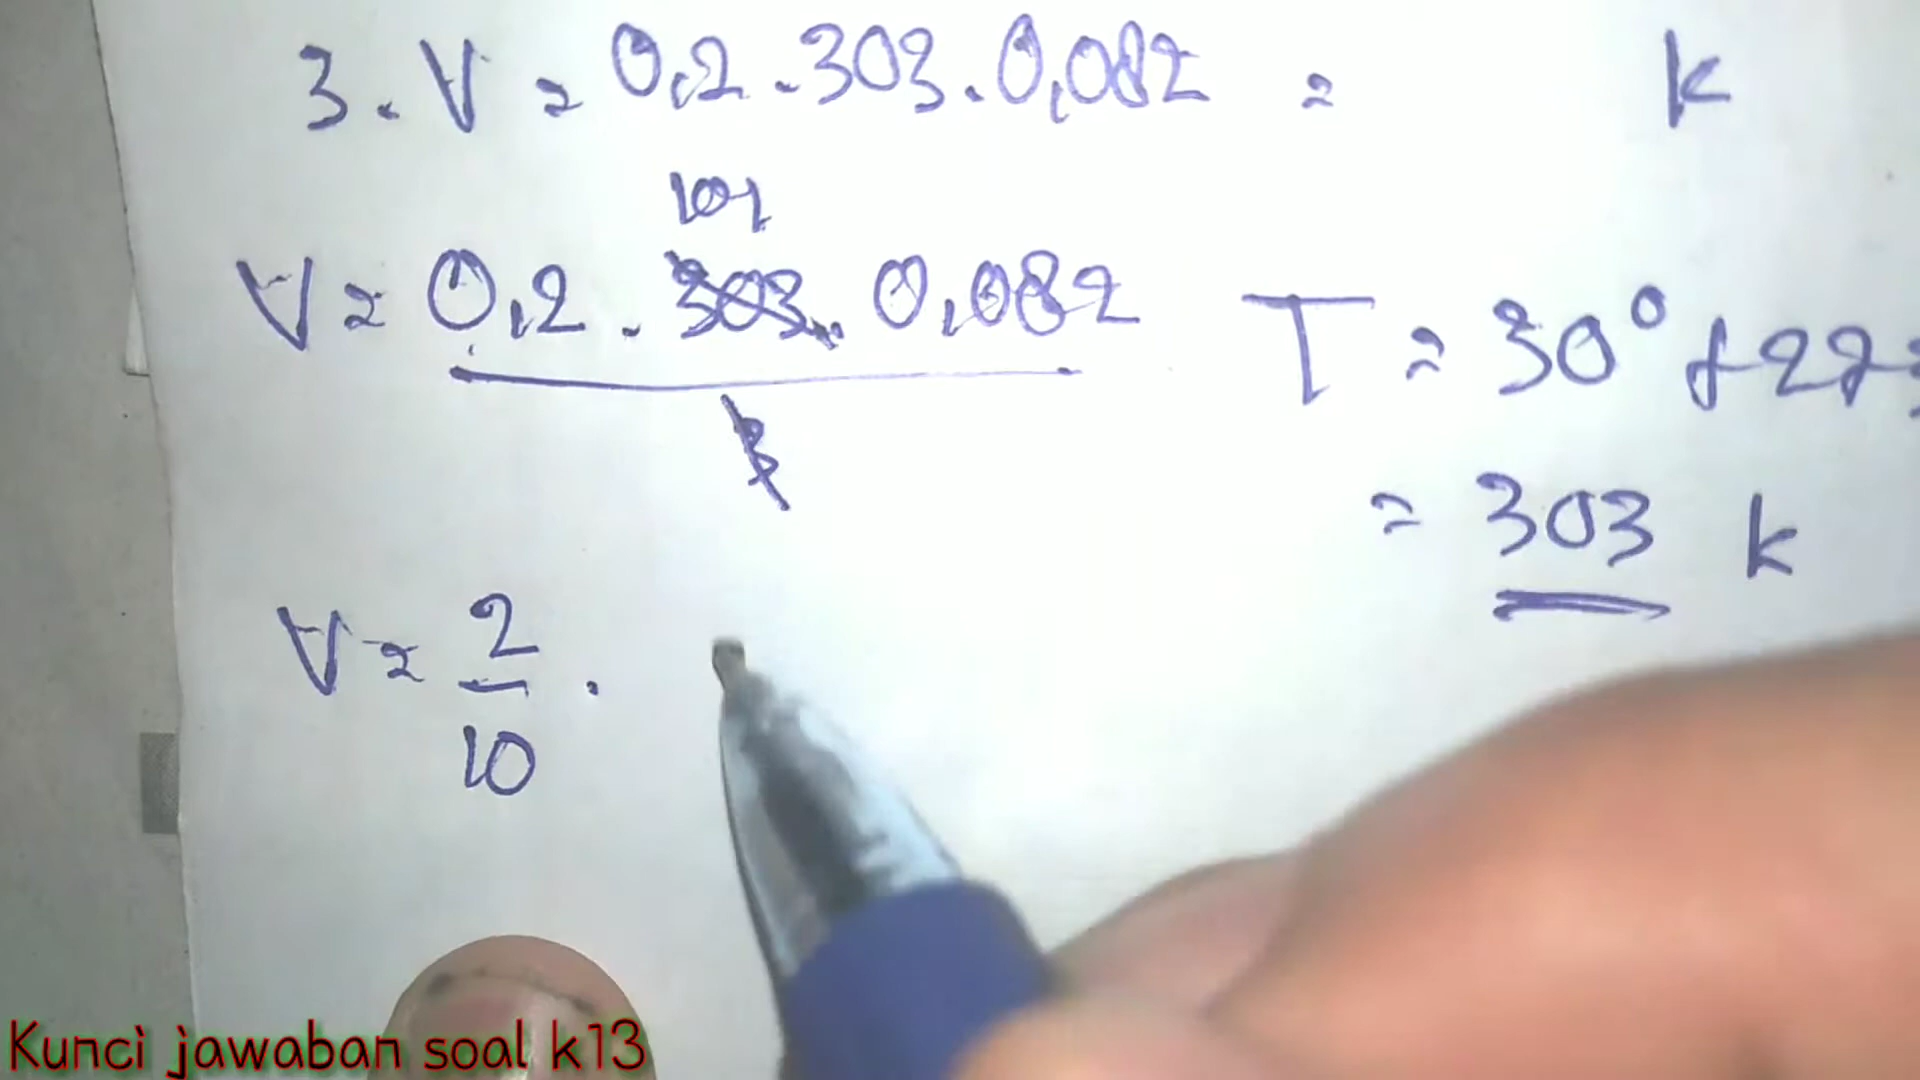 3 . V = 0,2 . 303 . 0,082 = K
101
V = 0,2 . 303 . 0,082
3
T = 30° + 273
= 303 K
V = 2
10 .
Kunci jawaban soal k13